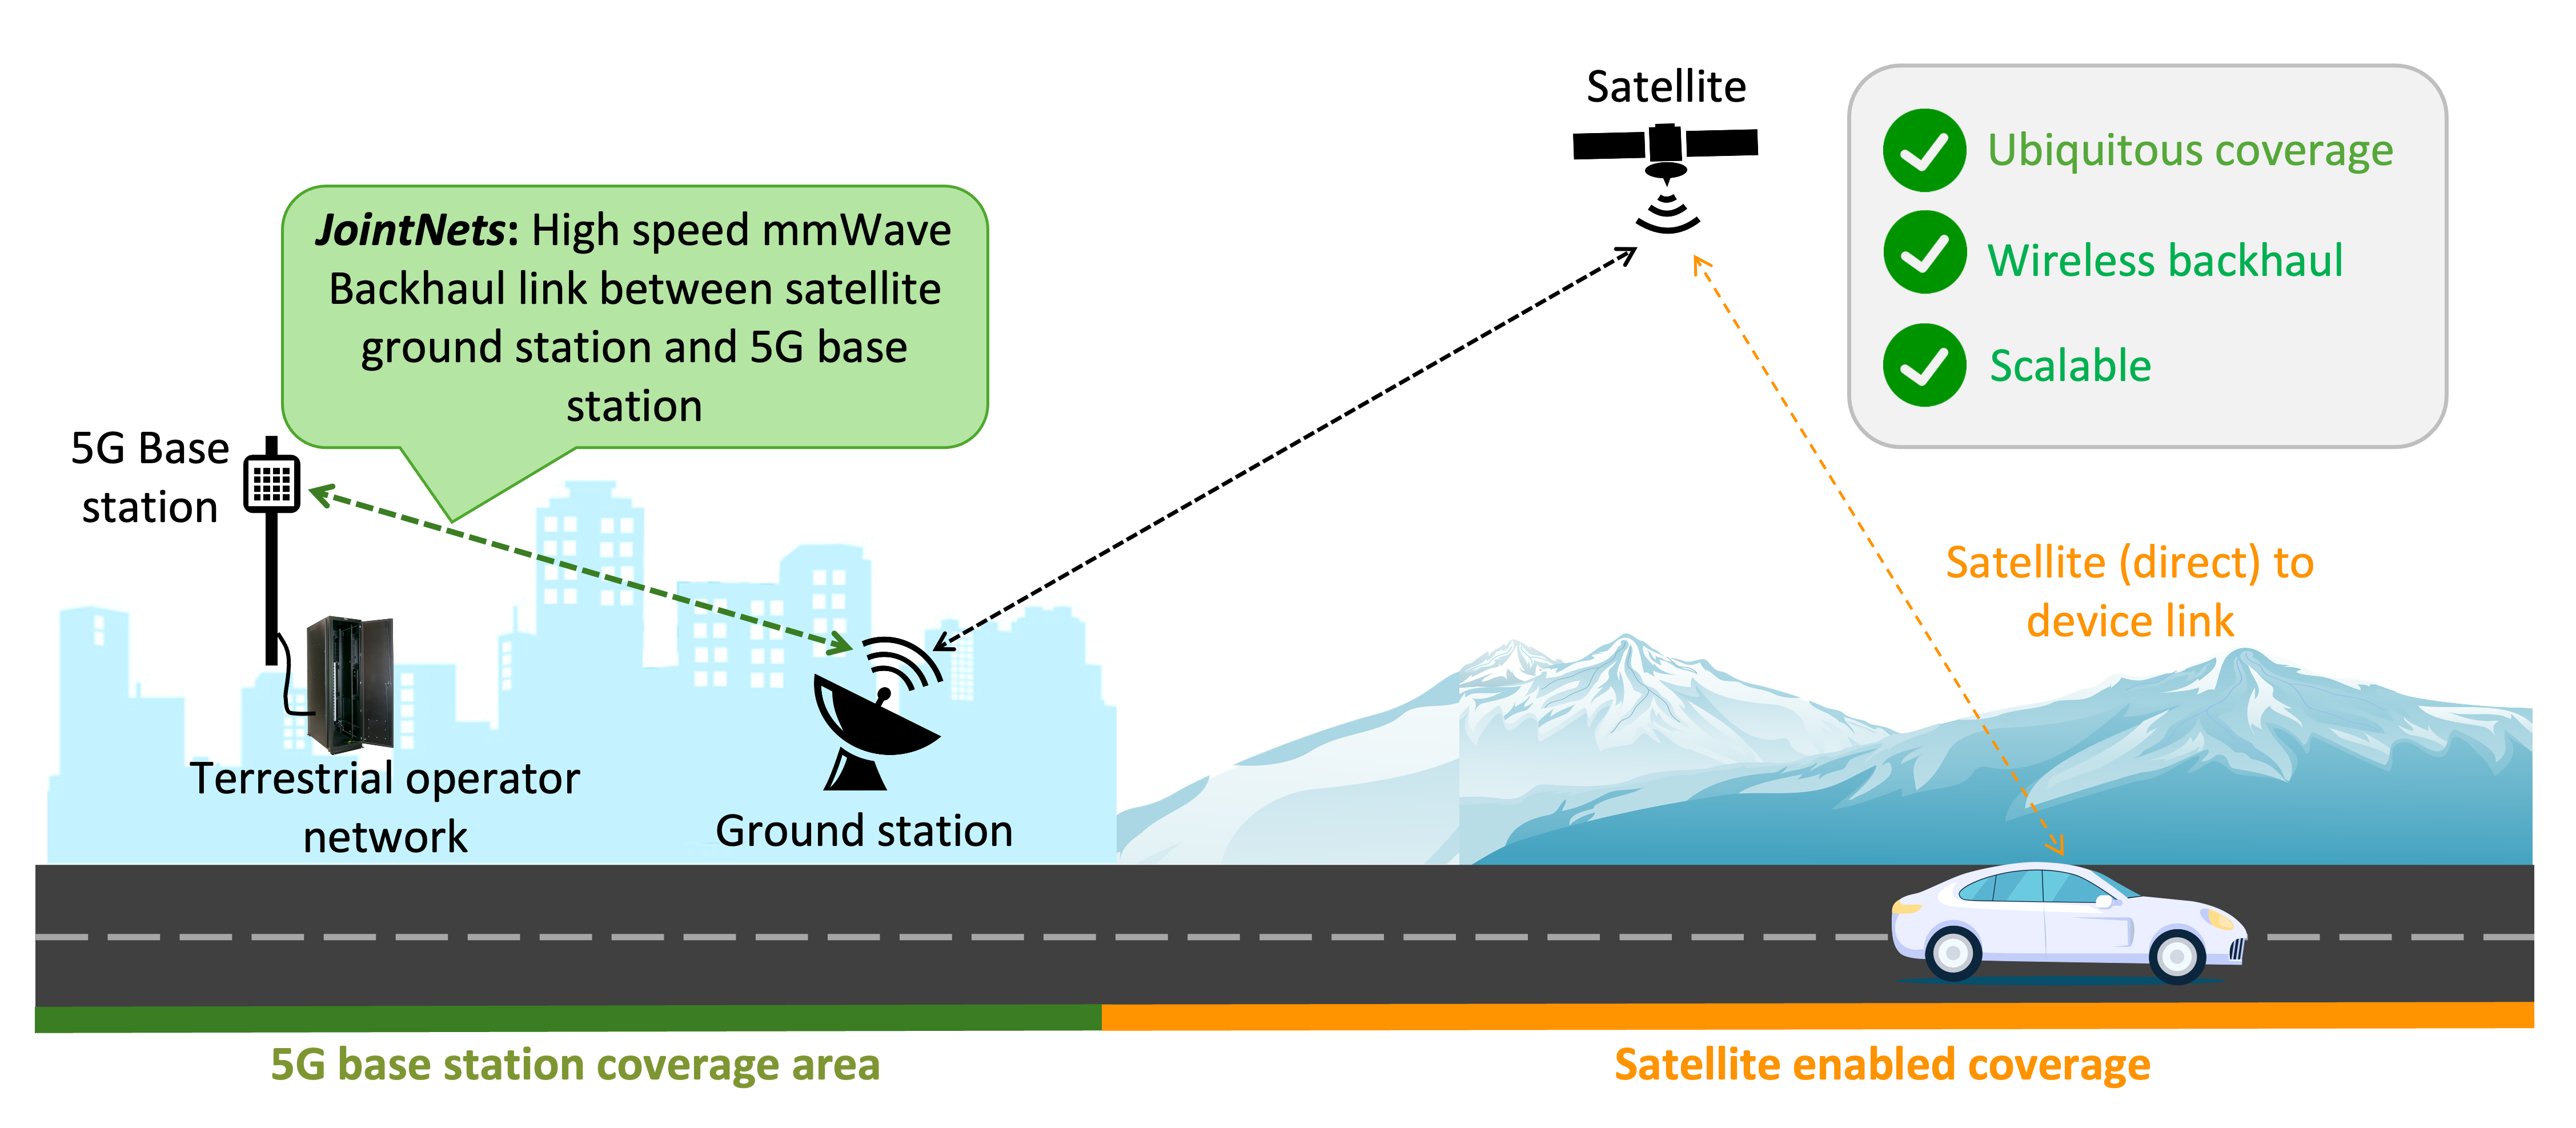 Satellite
Ubiquitous coverage
Wireless backhaul
Scalable
JointNets: High speed mmWave
Backhaul link between satellite
ground station and 5G base
station
5G Base
station
Satellite (direct) to
device link
Terrestrial operator
network
Ground station
5G base station coverage area
Satellite enabled coverage